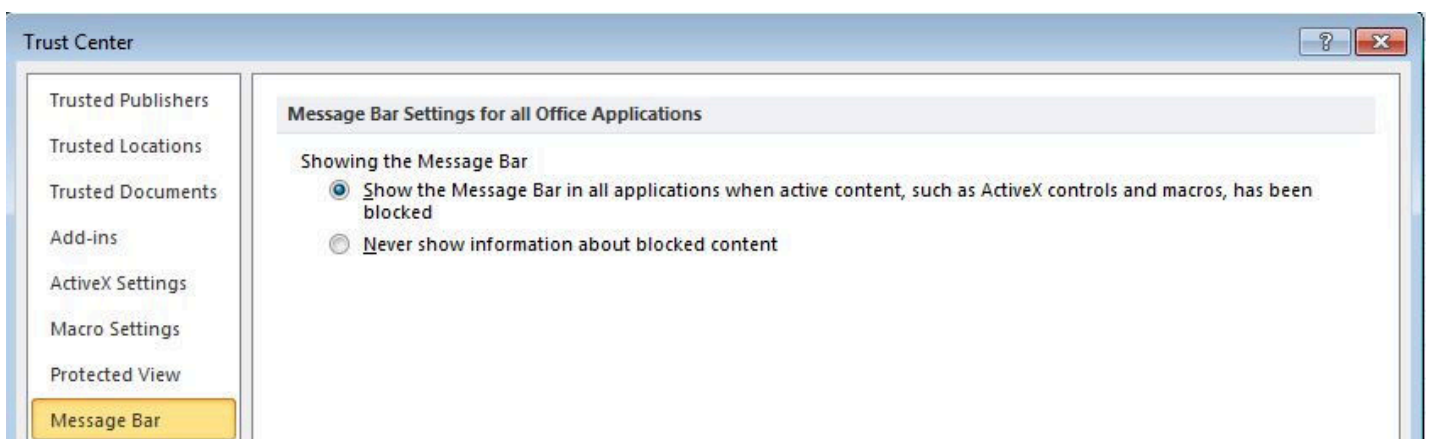 Trust Center
Trusted Publishers
Trusted Locations
Trusted Documents
Add-ins
ActiveX Settings
Macro Settings
Protected View
Message Bar
Message Bar Settings for all Office Applications
Showing the Message Bar
Show the Message Bar in all applications when active content, such as ActiveX controls and macros, has been
blocked
Never show information about blocked content